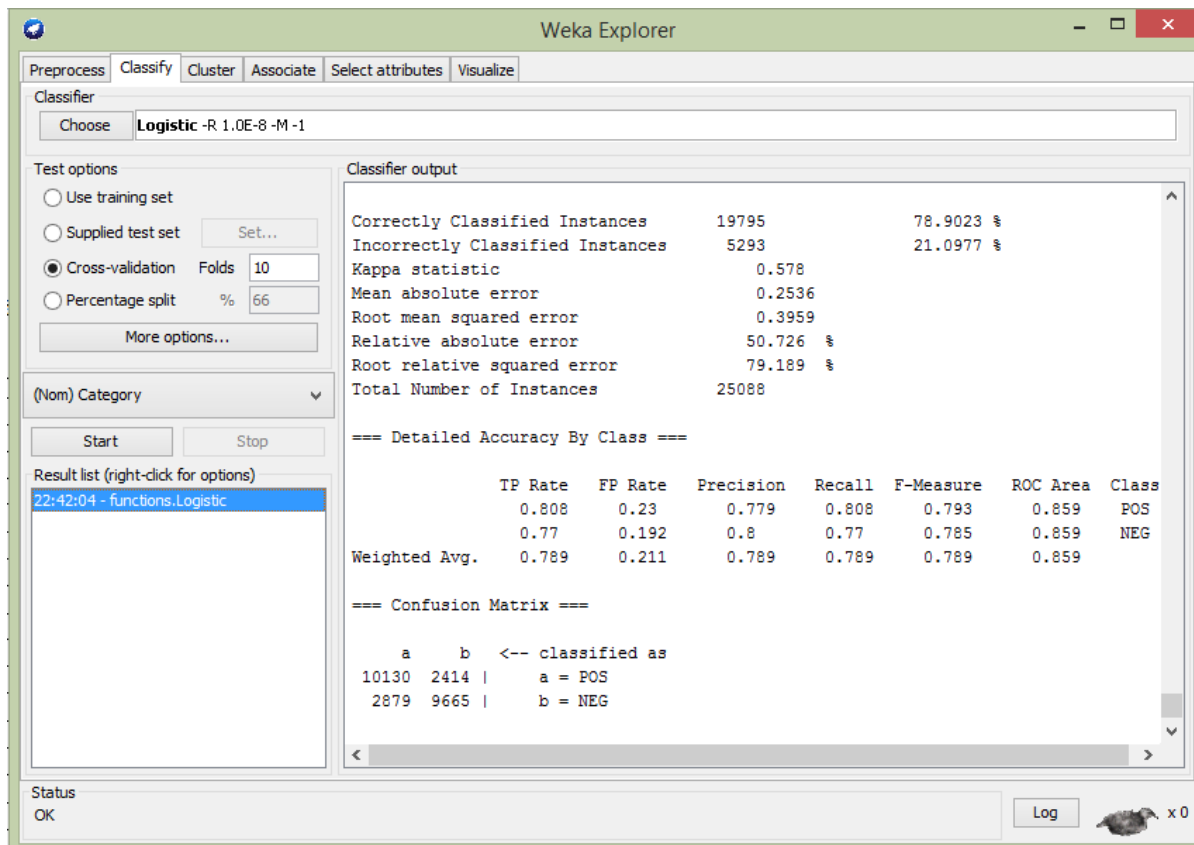 Weka Explorer
Preprocess Classify Cluster Associate Select attributes Visualize
Classifier
Choose Logistic -R 1.0E-8 -M -1
Test options
Use training set
Supplied test set Set...
Cross-validation Folds 10
Percentage split % 66
More options...
(Nom) Category
Start Stop
Result list (right-click for options)
22:42:04 - functions.Logistic
Classifier output
Correctly Classified Instances 19795 78.9023 %
Incorrectly Classified Instances 5293 21.0977 %
Kappa statistic 0.578
Mean absolute error 0.2536
Root mean squared error 0.3959
Relative absolute error 50.726 %
Root relative squared error 79.189 %
Total Number of Instances 25088
=== Detailed Accuracy By Class ===
TP Rate FP Rate Precision Recall F-Measure ROC Area Class
0.808 0.23 0.779 0.808 0.793 0.859 POS
0.77 0.192 0.8 0.77 0.785 0.859 NEG
Weighted Avg. 0.789 0.211 0.789 0.789 0.789 0.859
=== Confusion Matrix ===
a b <-- classified as
10130 2414 | a = POS
2879 9665 | b = NEG
Status
OK
Log x 0